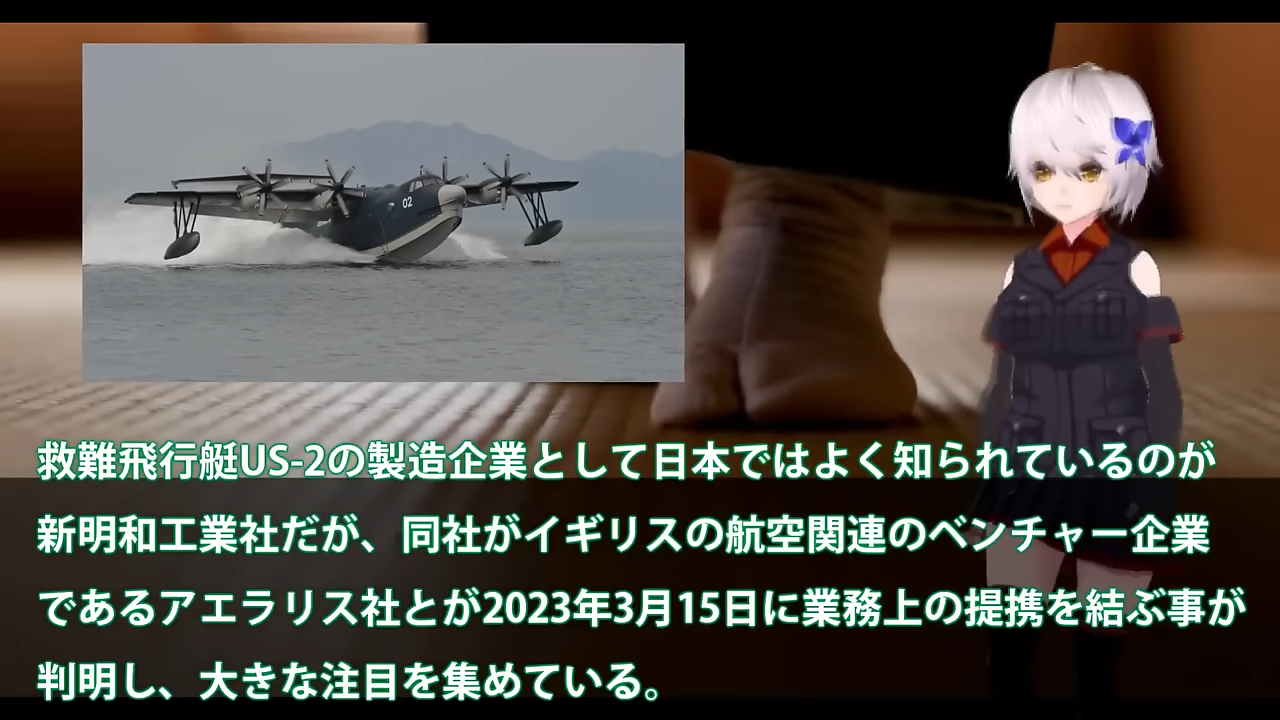 02
救難飛行艇US-2の製造企業として日本ではよく知られているのが
新明和工業社だが、同社がイギリスの航空関連のベンチャー企業
であるアエラリス社とが2023年3月15日に業務上の提携を結ぶ事が
判明し、大きな注目を集めている。